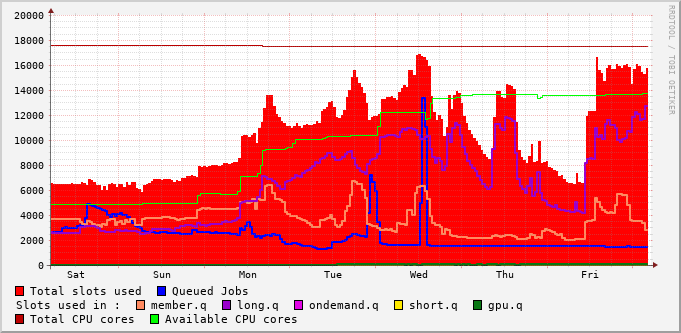 RRDTOOL / TOBI OETIKER
20000
18000
16000
14000
12000
10000
8000
6000
4000
2000
0
Sat Sun Mon Tue Wed Thu Fri
Total slots used Queued Jobs
Slots used in : member.q long.q ondemand.q short.q gpu.q
Total CPU cores Available CPU cores